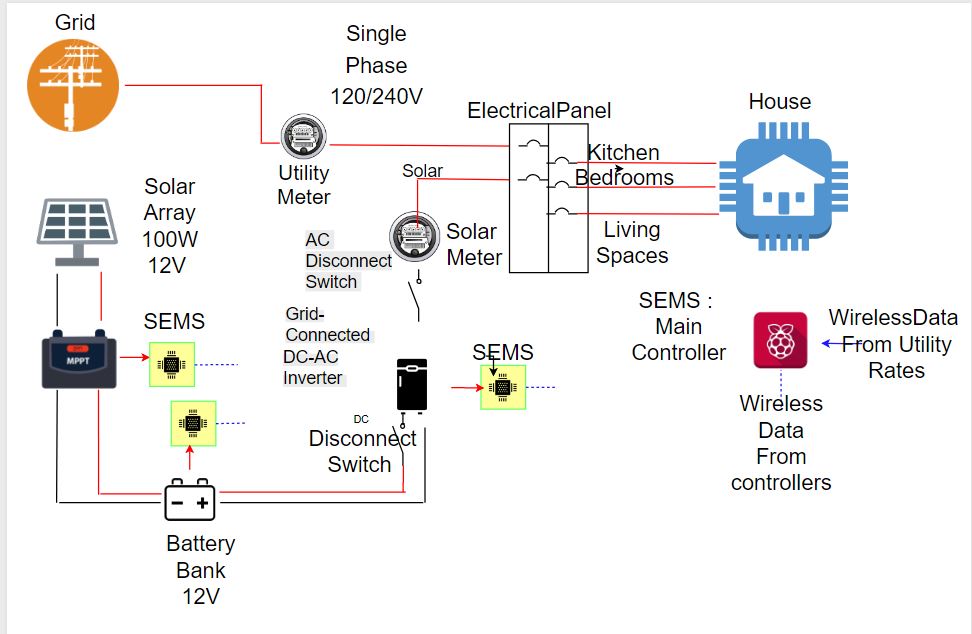 Grid
Single
Phase
120/240V
ElectricalPanel
House
Utility
Meter
Solar
Kitchen
Bedrooms
Living
Spaces
Solar
Array
100W
12V
Solar
Meter
AC
Disconnect
Switch
Grid-
Connected
DC-AC
Inverter
MPPT
SEMS
SEMS
DC
Disconnect
Switch
Battery
Bank
12V
SEMS :
Main
Controller
WirelessData
From Utility
Rates
Wireless
Data
From
controllers